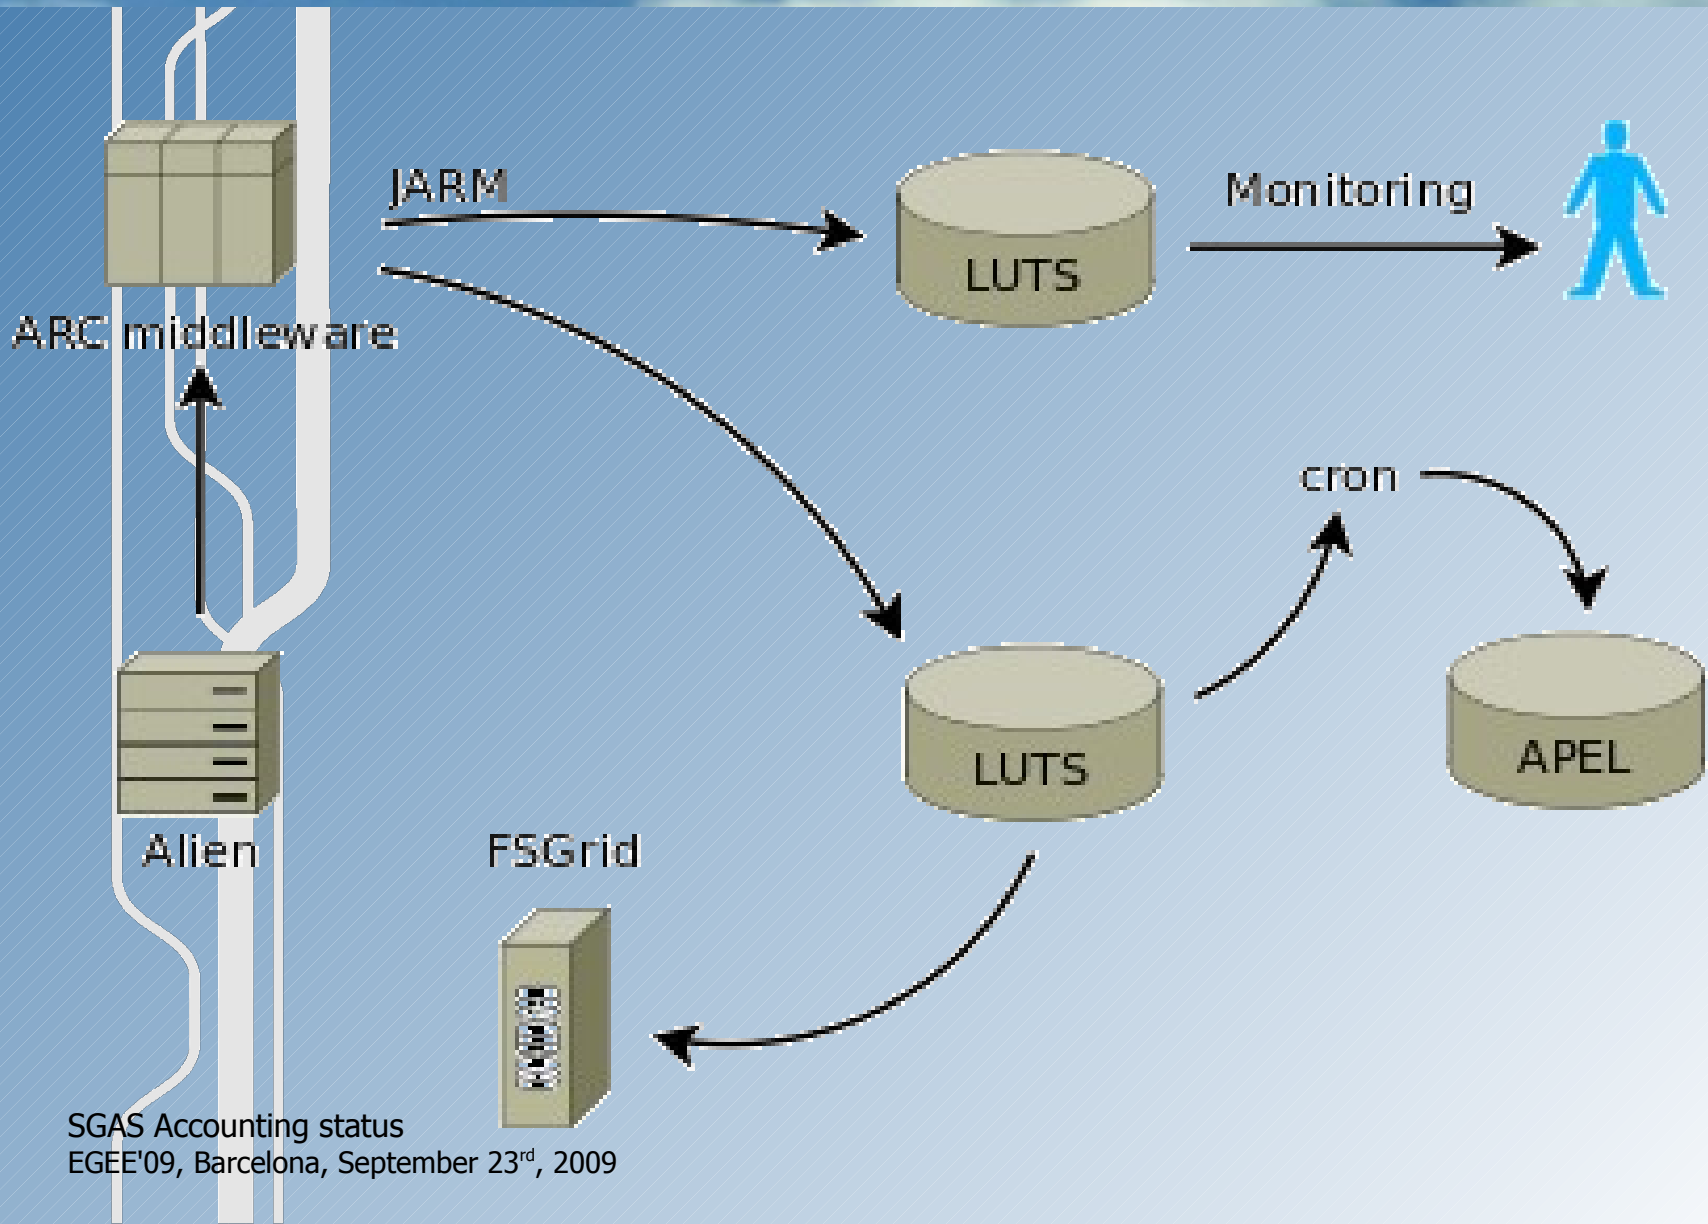 JARM
LUTS
Monitoring
ARC middleware
cron
LUTS
APEL
Alien
FSGrid
SGAS Accounting status
EGEE'09, Barcelona, September 23rd, 2009